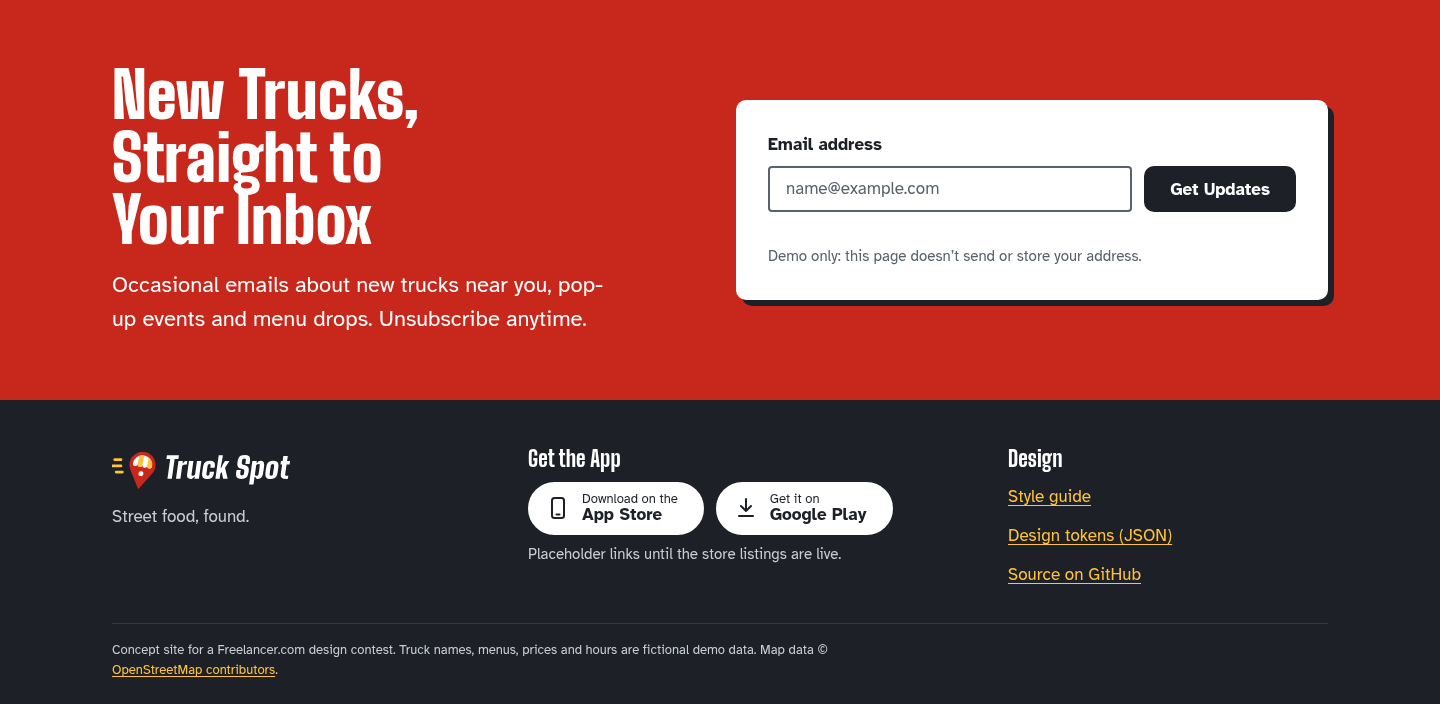 New Trucks,
Straight to
Your Inbox
Occasional emails about new trucks near you, pop-
up events and menu drops. Unsubscribe anytime.
Email address
name@example.com
Get Updates
Demo only: this page doesn’t send or store your address.
Truck Spot
Street food, found.
Get the App
Download on the
App Store
Get it on
Google Play
Placeholder links until the store listings are live.
Design
Style guide
Design tokens (JSON)
Source on GitHub
Concept site for a Freelancer.com design contest. Truck names, menus, prices and hours are fictional demo data. Map data ©
OpenStreetMap contributors.